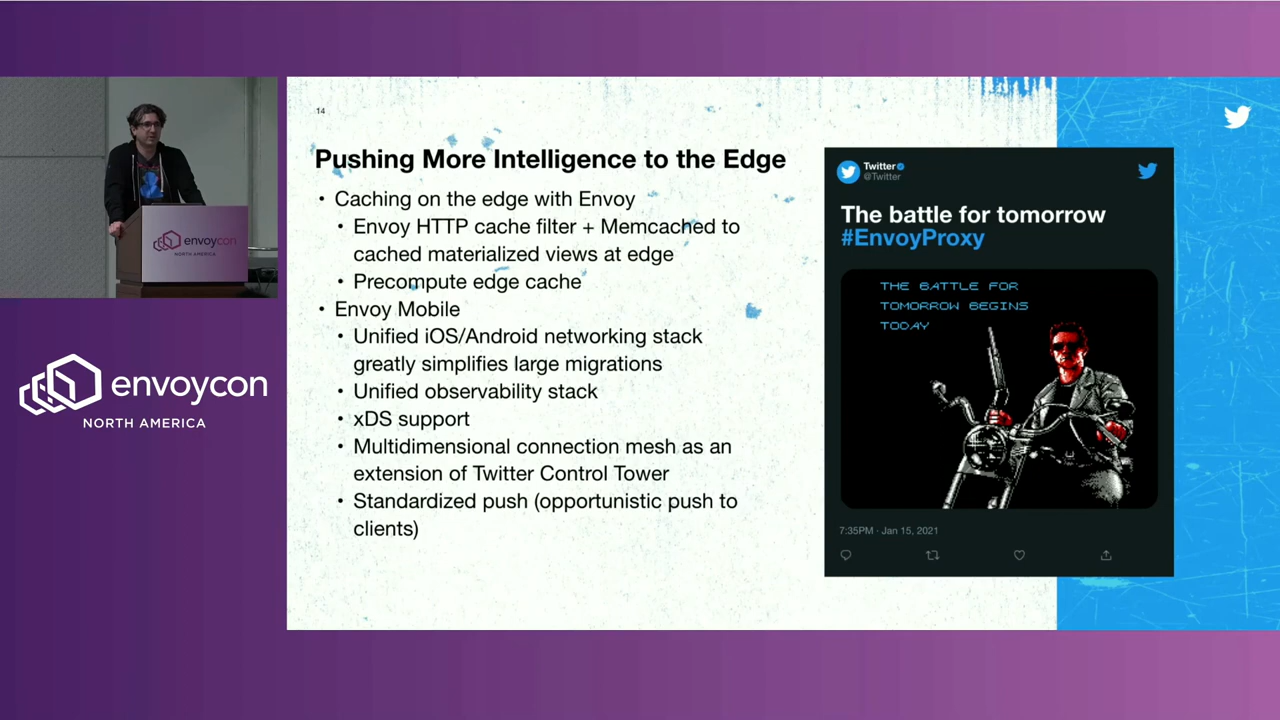 14
Pushing More Intelligence to the Edge
• Caching on the edge with Envoy
• Envoy HTTP cache filter + Memcached to
cached materialized views at edge
• Precompute edge cache
• Envoy Mobile
• Unified iOS/Android networking stack
greatly simplifies large migrations
• Unified observability stack
• xDS support
• Multidimensional connection mesh as an
extension of Twitter Control Tower
• Standardized push (opportunistic push to
clients)
Twitter
@Twitter
The battle for tomorrow
#EnvoyProxy
THE BATTLE FOR
TOMORROW BEGINS
TODAY
7:35PM · Jan 15, 2021
envoycon
NORTH AMERICA
envoycon
NORTH AMERICA